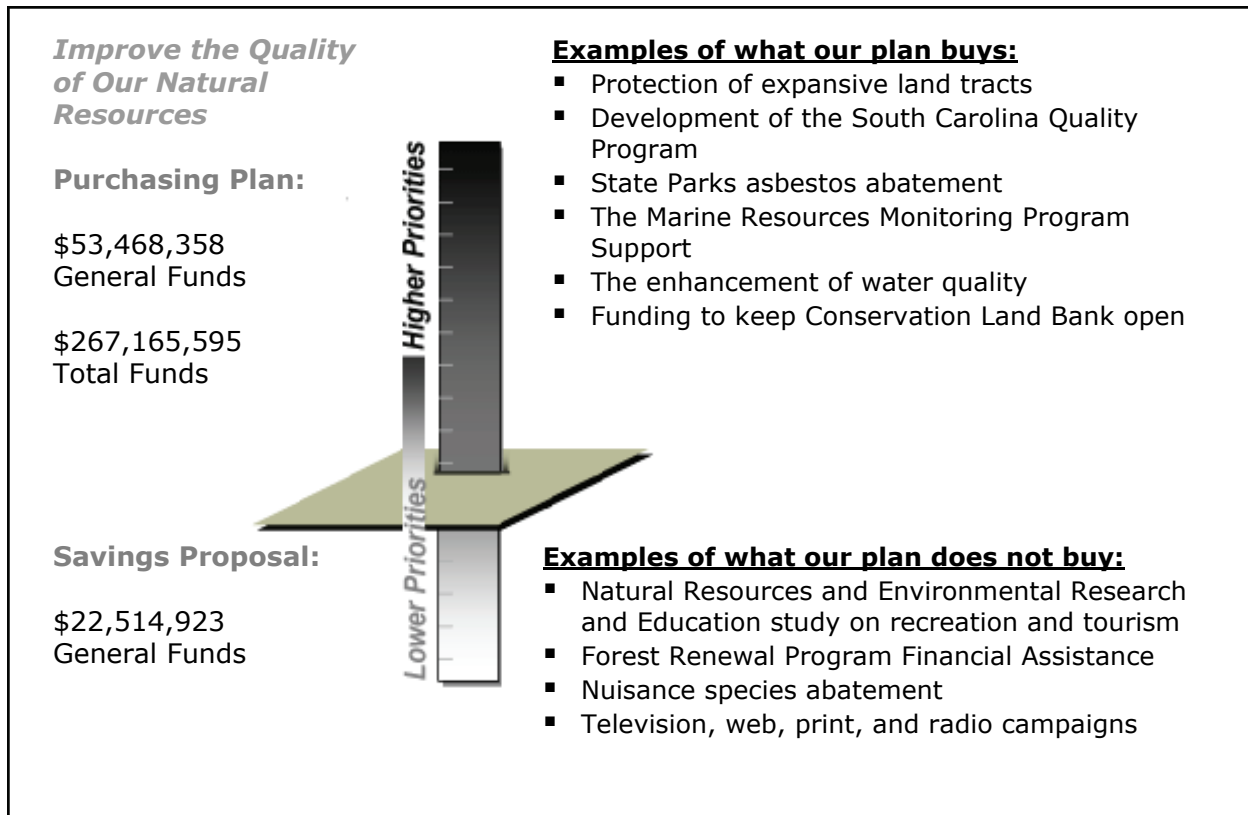 Improve the Quality
of Our Natural
Resources
Purchasing Plan:
$53,468,358
General Funds
$267,165,595
Total Funds
Higher Priorities
Lower Priorities
Examples of what our plan buys:
▪ Protection of expansive land tracts
▪ Development of the South Carolina Quality
Program
▪ State Parks asbestos abatement
▪ The Marine Resources Monitoring Program
Support
▪ The enhancement of water quality
▪ Funding to keep Conservation Land Bank open
Savings Proposal:
$22,514,923
General Funds
Examples of what our plan does not buy:
▪ Natural Resources and Environmental Research
and Education study on recreation and tourism
▪ Forest Renewal Program Financial Assistance
▪ Nuisance species abatement
▪ Television, web, print, and radio campaigns